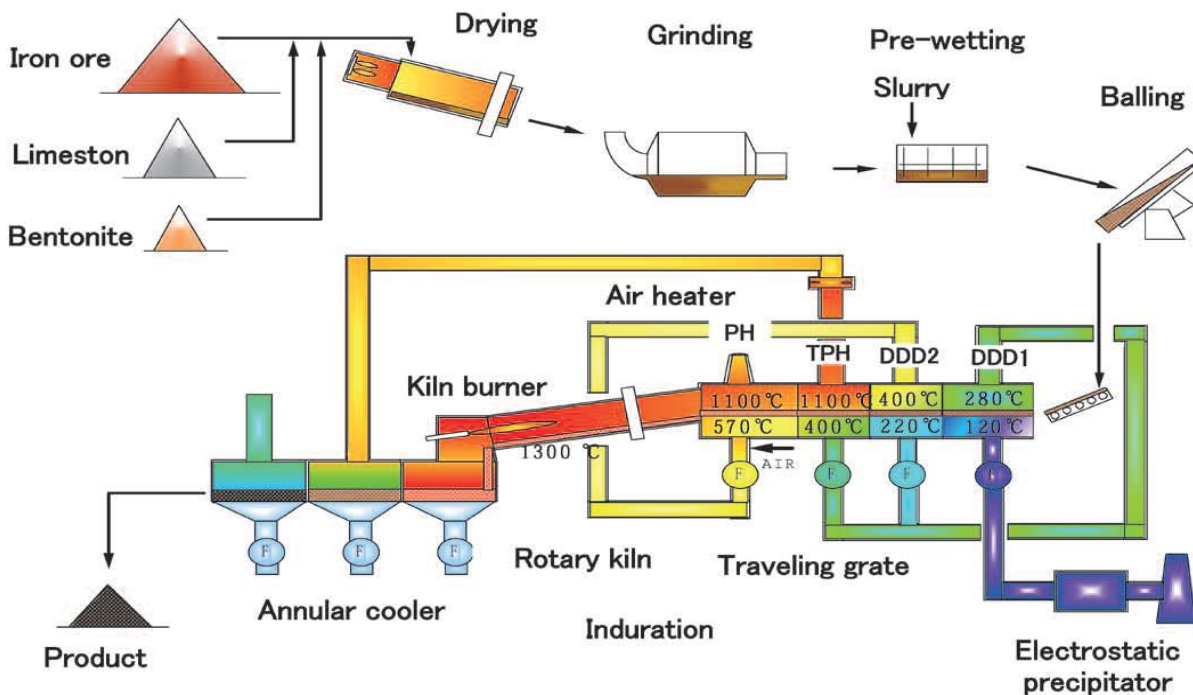 Drying
Grinding
Pre-wetting
Iron ore
Slurry
Balling
Limeston
Bentonite
Air heater
PH
TPH
DDD2
DDD1
Kiln burner
1100℃
1100℃
400℃
280℃
570℃
400℃
220℃
120℃
1300 ℃
AIR
F
F
F
F
F
F
F
Rotary kiln
Traveling grate
Annular cooler
Induration
Product
Electrostatic
precipitator